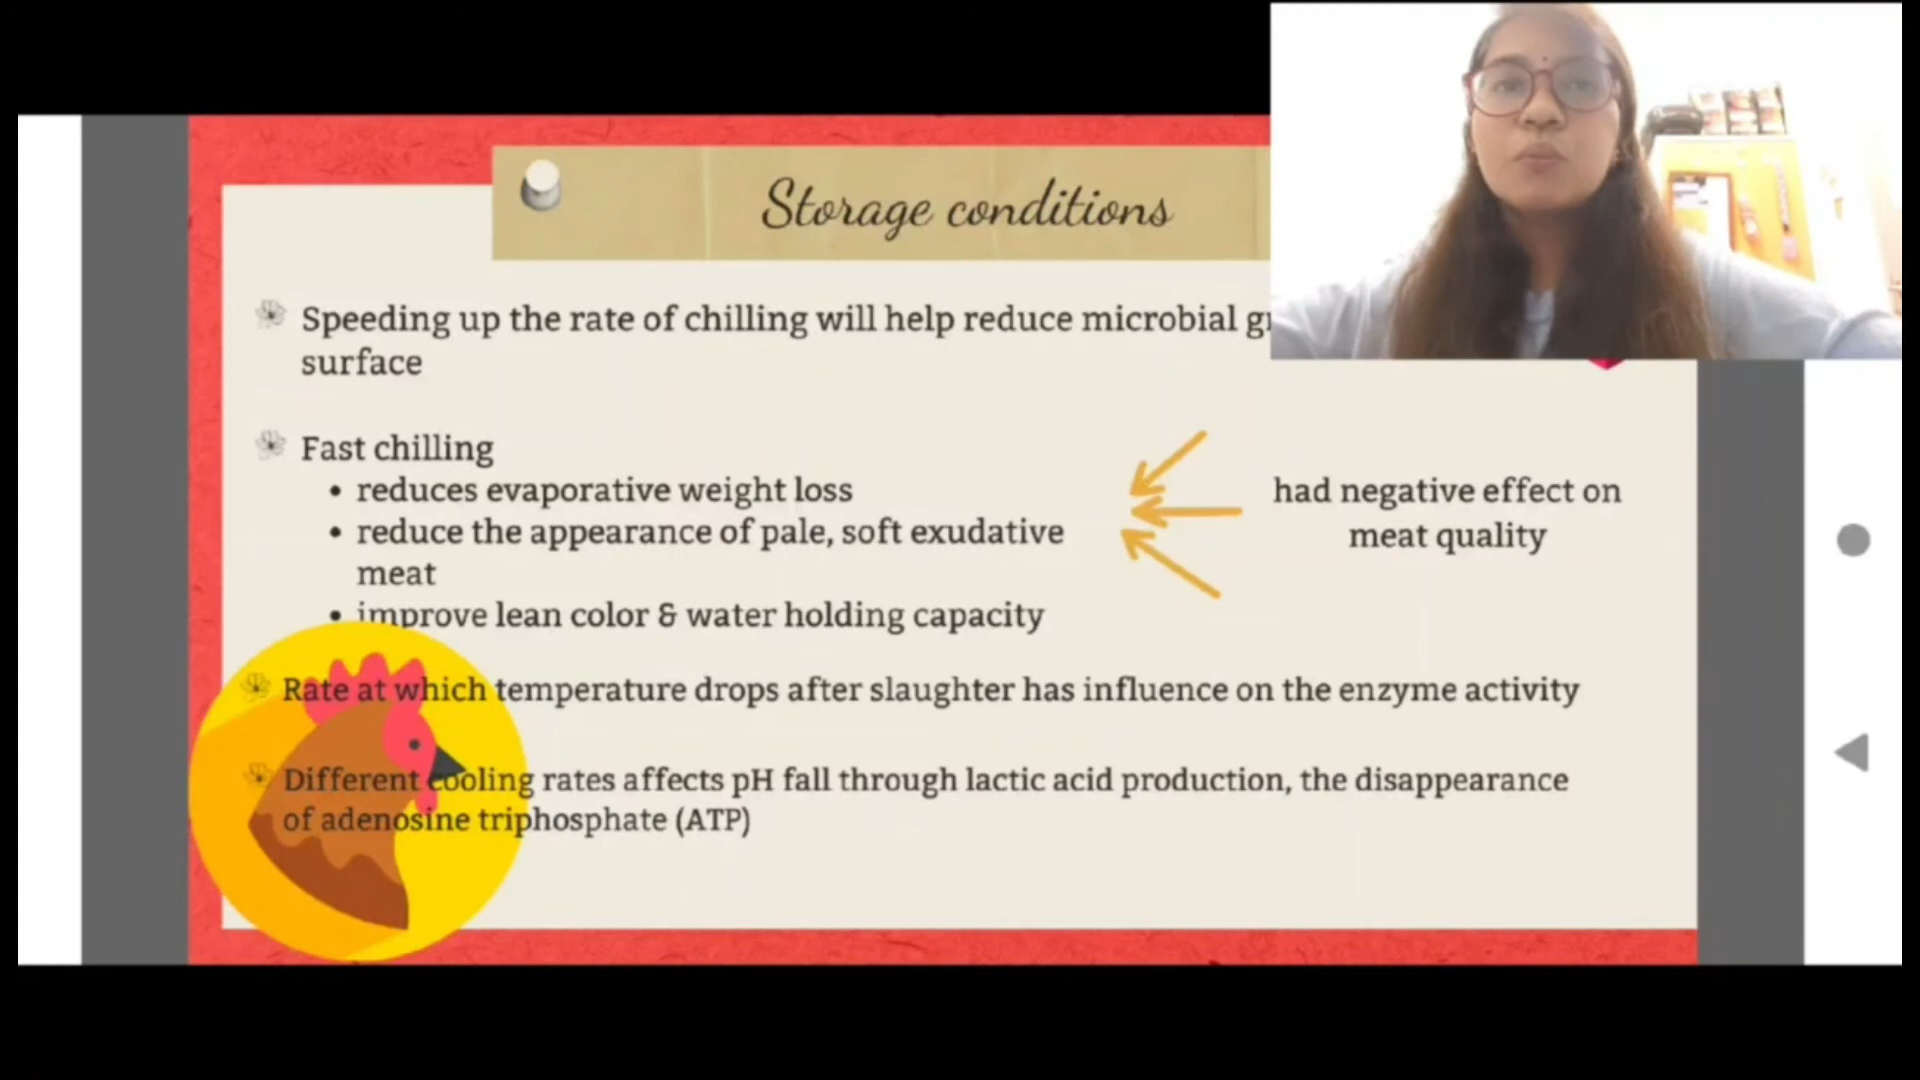 Storage conditions
Speeding up the rate of chilling will help reduce microbial
surface
Fast chilling
• reduces evaporative weight loss
• reduce the appearance of pale, soft exudative
meat
• improve lean color & water holding capacity
had negative effect on
meat quality
Rate at which temperature drops after slaughter has influence on the enzyme activity
Different cooling rates affects pH fall through lactic acid production, the disappearance
of adenosine triphosphate (ATP)